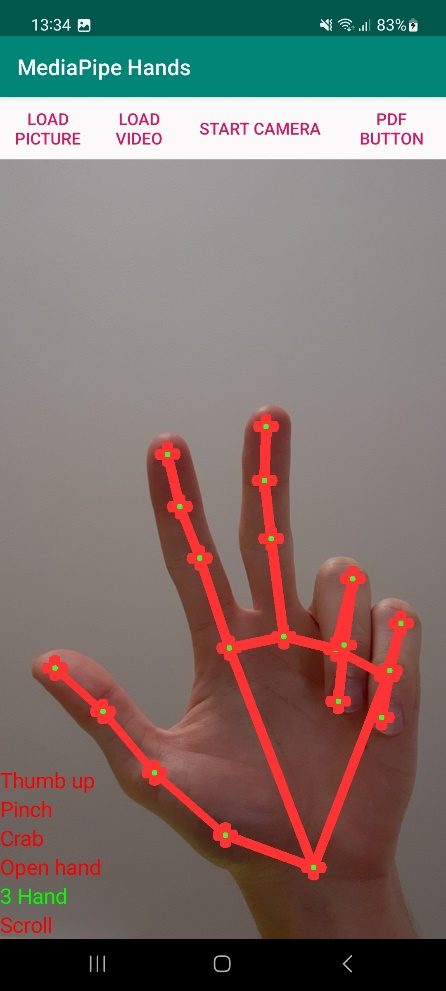 13:34 83%
MediaPipe Hands
LOAD PICTURE LOAD VIDEO START CAMERA PDF BUTTON
Thumb up
Pinch
Crab
Open hand
3 Hand
Scroll